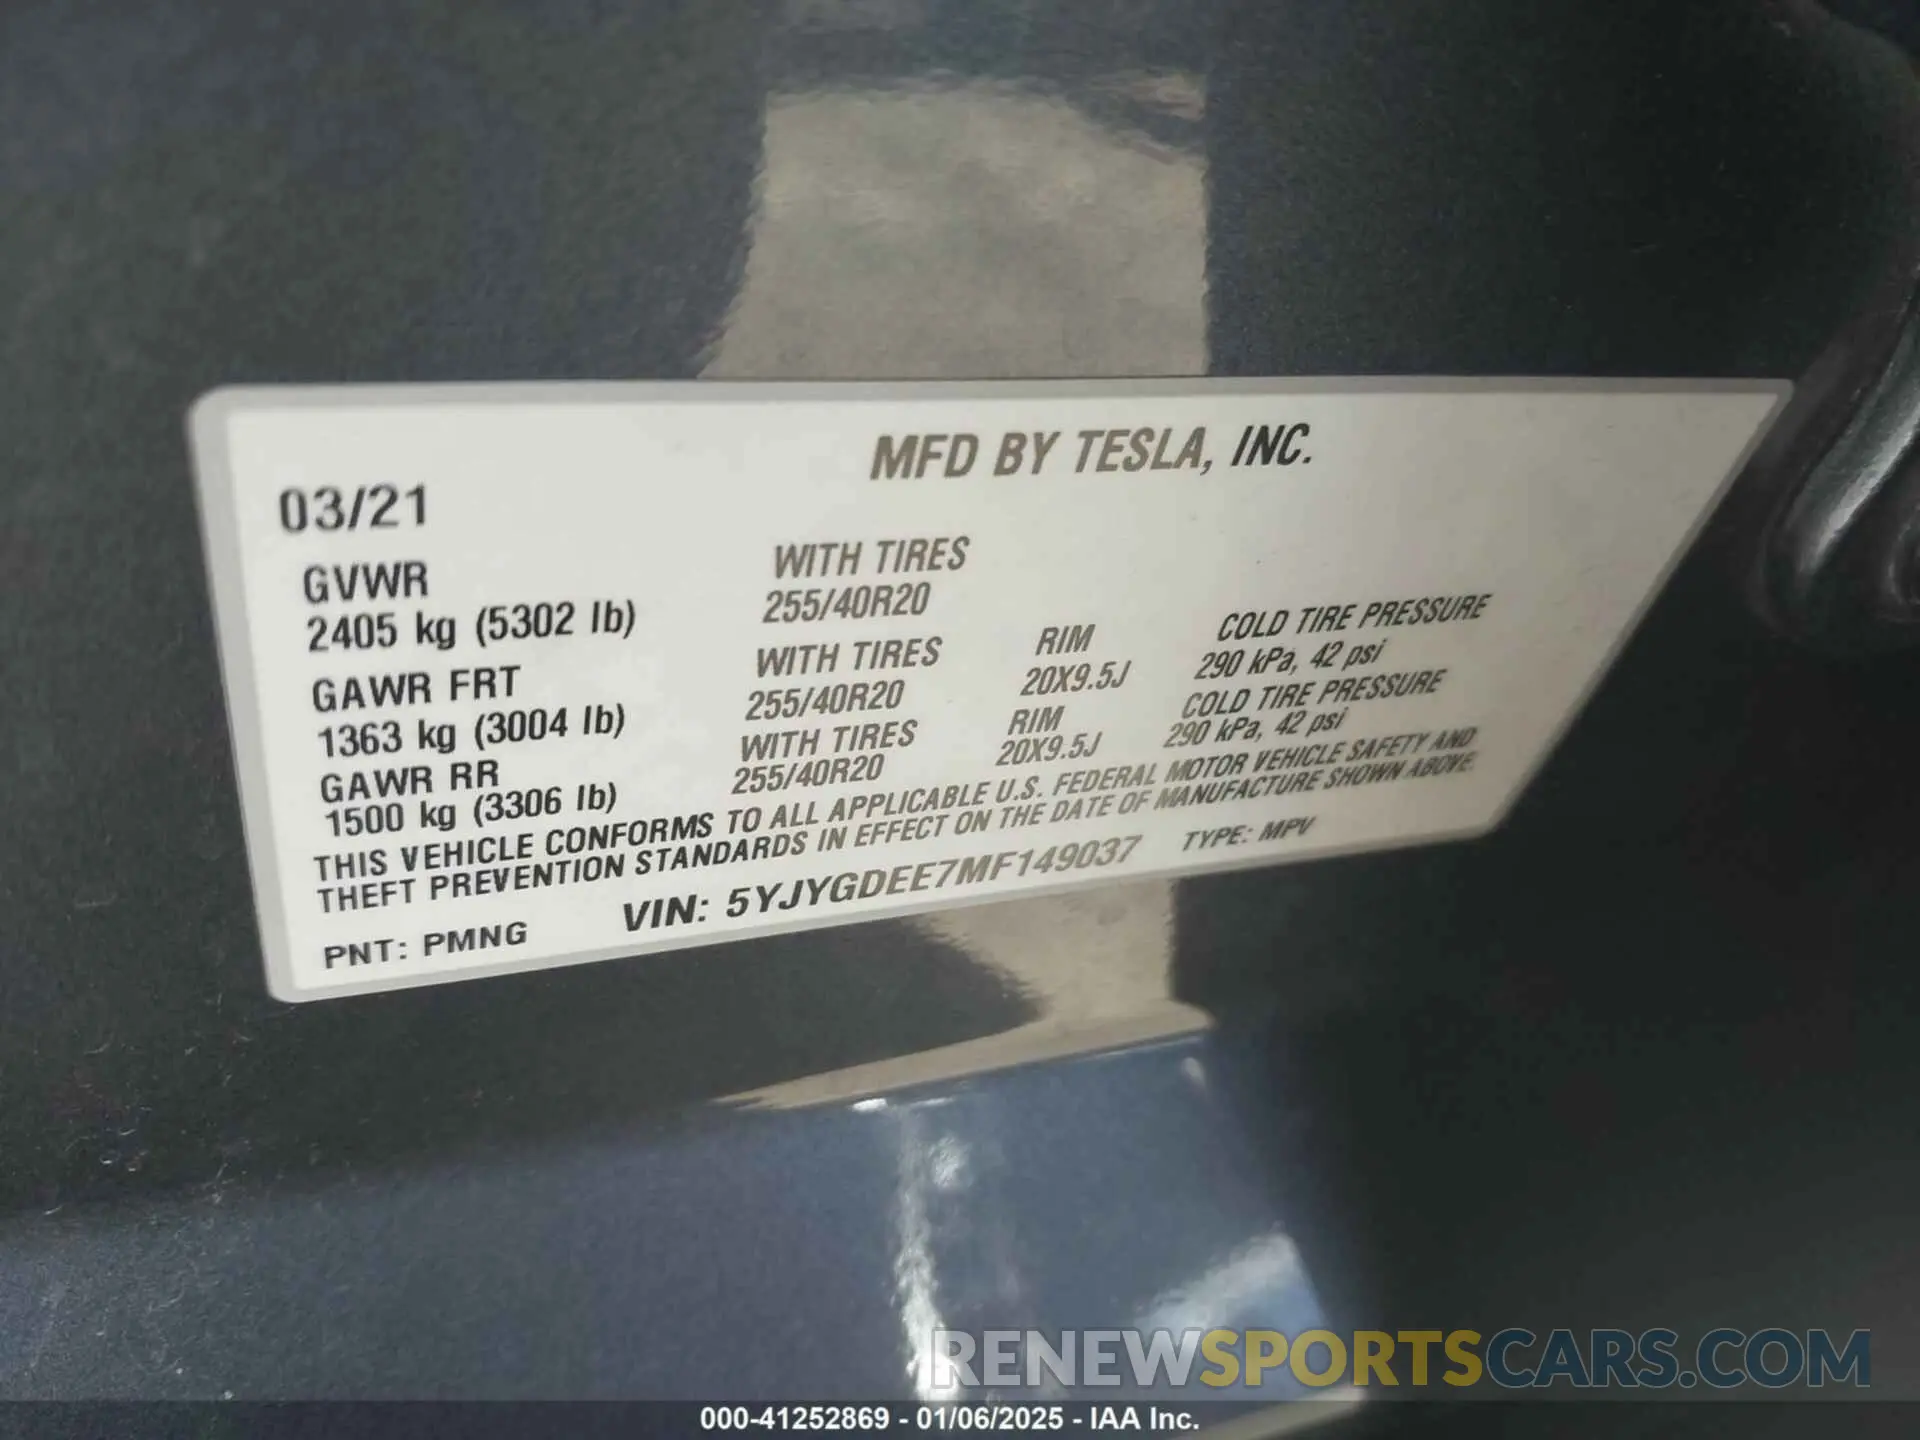 MFD BY TESLA, INC.
03/21
GVWR WITH TIRES
2405 kg (5302 lb) 255/40R20
GAWR FRT WITH TIRES RIM COLD TIRE PRESSURE
1363 kg (3004 lb) 255/40R20 20X9.5J 290 kPa, 42 psi
GAWR RR WITH TIRES RIM COLD TIRE PRESSURE
1500 kg (3306 lb) 255/40R20 20X9.5J 290 kPa, 42 psi
THIS VEHICLE CONFORMS TO ALL APPLICABLE U.S. FEDERAL MOTOR VEHICLE SAFETY AND
THEFT PREVENTION STANDARDS IN EFFECT ON THE DATE OF MANUFACTURE SHOWN ABOVE.
PNT: PMNG VIN: 5YJYGDEE7MF149037 TYPE: MPV
RENEWSPORTSCARS.COM
000-41252869 - 01/06/2025 - IAA Inc.